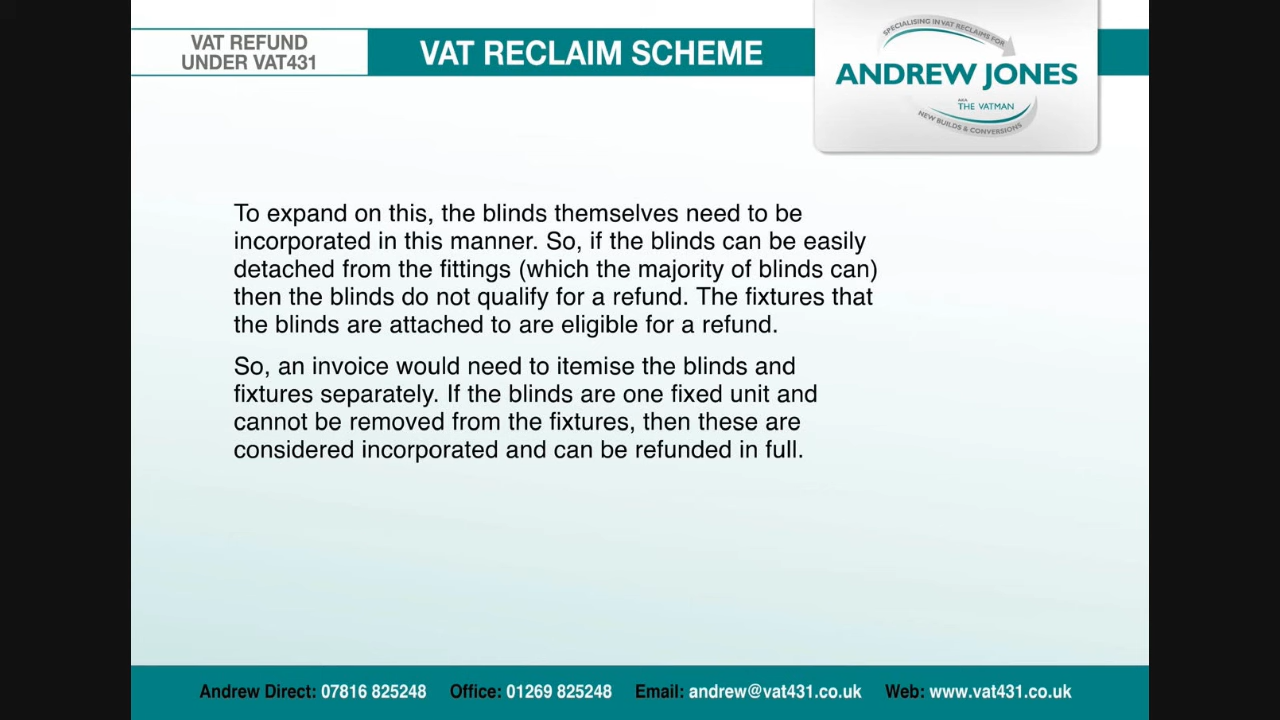 VAT REFUND
UNDER VAT431
VAT RECLAIM SCHEME
SPECIALISING IN VAT RECLAIMS FOR
ANDREW JONES
AKA
THE VATMAN
NEW BUILDS & CONVERSIONS
To expand on this, the blinds themselves need to be
incorporated in this manner. So, if the blinds can be easily
detached from the fittings (which the majority of blinds can)
then the blinds do not qualify for a refund. The fixtures that
the blinds are attached to are eligible for a refund.
So, an invoice would need to itemise the blinds and
fixtures separately. If the blinds are one fixed unit and
cannot be removed from the fixtures, then these are
considered incorporated and can be refunded in full.
Andrew Direct: 07816 825248 Office: 01269 825248 Email: andrew@vat431.co.uk Web: www.vat431.co.uk